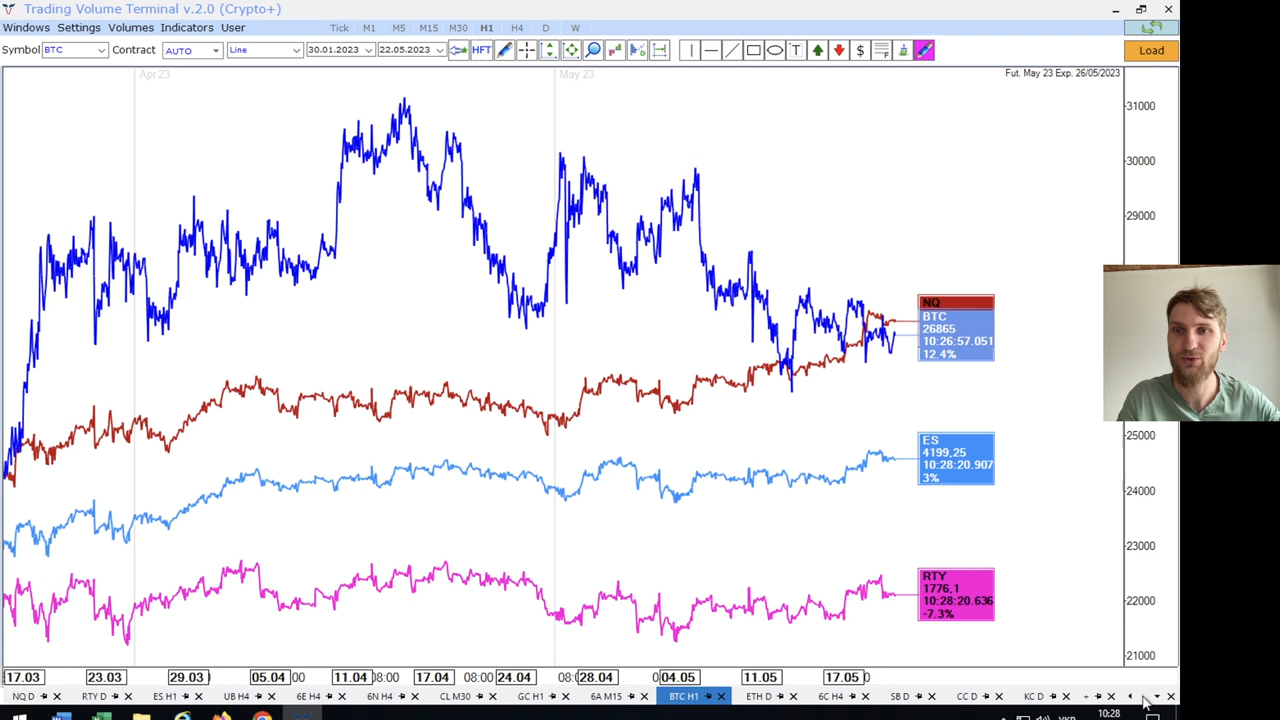 Trading Volume Terminal v.2.0 (Crypto+)
Windows Settings Volumes Indicators User Tick M1 M5 M15 M30 H1 H4 D W
Symbol BTC Contract AUTO Line 30.01.2023 22.05.2023 HFT T $ F Load
Apr 23 May 23 Fut. May 23 Exp. 26/05/2023
31000
30000
29000
NQ
BTC
26865
10:26:57.051
12.4%
25000
ES
4199,25
10:28:20.907
3%
24000
23000
RTY
1776,1
10:28:20.636
-7.3%
22000
21000
17.03 23.03 29.03 05.04 :00 11.04 08:00 17.04 08:00 24.04 28.04 04.05 11.05 17.05
NQ D RTY D ES H1 UB H4 6E H4 6N H4 CL M30 GC H1 6A M15 BTC H1 ETH D 6C H4 SB D CC D KC D +
10:28